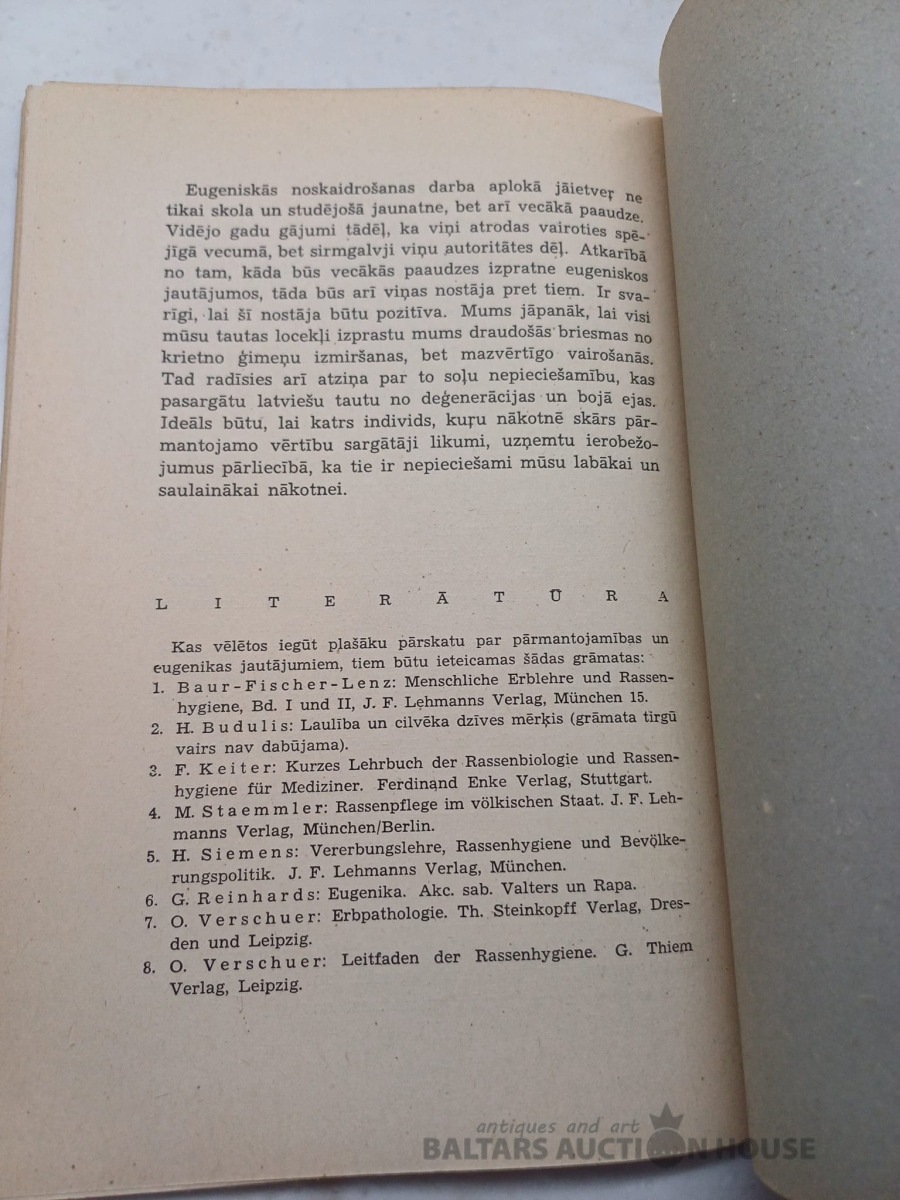 Eugeniskās noskaidrošanas darba aplokā jāietveŗ ne
tikai skola un studējošā jaunatne, bet arī vecākā paaudze.
Vidējo gadu gājumi tādēļ, ka viņi atrodas vairoties spē-
jīgā vecumā, bet sirmgalvji viņu autoritātes dēļ. Atkarībā
no tam, kāda būs vecākās paaudzes izpratne eugeniskos
jautājumos, tāda būs arī viņas nostāja pret tiem. Ir sva-
rīgi, lai šī nostāja būtu pozitīva. Mums jāpanāk, lai visi
mūsu tautas locekļi izprastu mums draudošās briesmas no
krietno ģimeņu izmiršanas, bet mazvērtīgo vairošanās.
Tad radīsies arī atziņa par to soļu nepieciešamību, kas
pasargātu latviešu tautu no deģenerācijas un bojā ejas.
Ideāls būtu, lai katrs individs, kuŗu nākotnē skārs pār-
mantojamo vērtību sargātāji likumi, uzņemtu ierobežo-
jumus pārliecībā, ka tie ir nepieciešami mūsu labākai un
saulainākai nākotnei.
LITERĀTŪRA
Kas vēlētos iegūt plašāku pārskatu par pārmantojamības un
eugenikas jautājumiem, tiem būtu ieteicamas šādas grāmatas:
1. Baur-Fischer-Lenz: Menschliche Erblehre und Rassen-
hygiene, Bd. I und II, J. F. Lehmanns Verlag, München 15.
2. H. Budulis: Laulība un cilvēka dzīves mērķis (grāmata tirgū
vairs nav dabūjama).
3. F. Keiter: Kurzes Lehrbuch der Rassenbiologie und Rassen-
hygiene für Mediziner. Ferdinand Enke Verlag, Stuttgart.
4. M. Staemmler: Rassenpflege im völkischen Staat. J. F. Leh-
manns Verlag, München/Berlin.
5. H. Siemens: Vererbungslehre, Rassenhygiene und Bevölke-
rungspolitik. J. F. Lehmanns Verlag, München.
6. G. Reinhards: Eugenika. Akc. sab. Valters un Rapa.
7. O. Verschuer: Erbpathologie. Th. Steinkopff Verlag, Dres-
den und Leipzig.
8. O. Verschuer: Leitfaden der Rassenhygiene. G. Thiem
Verlag, Leipzig.
antiques and art
BALTARS AUCTION HOUSE